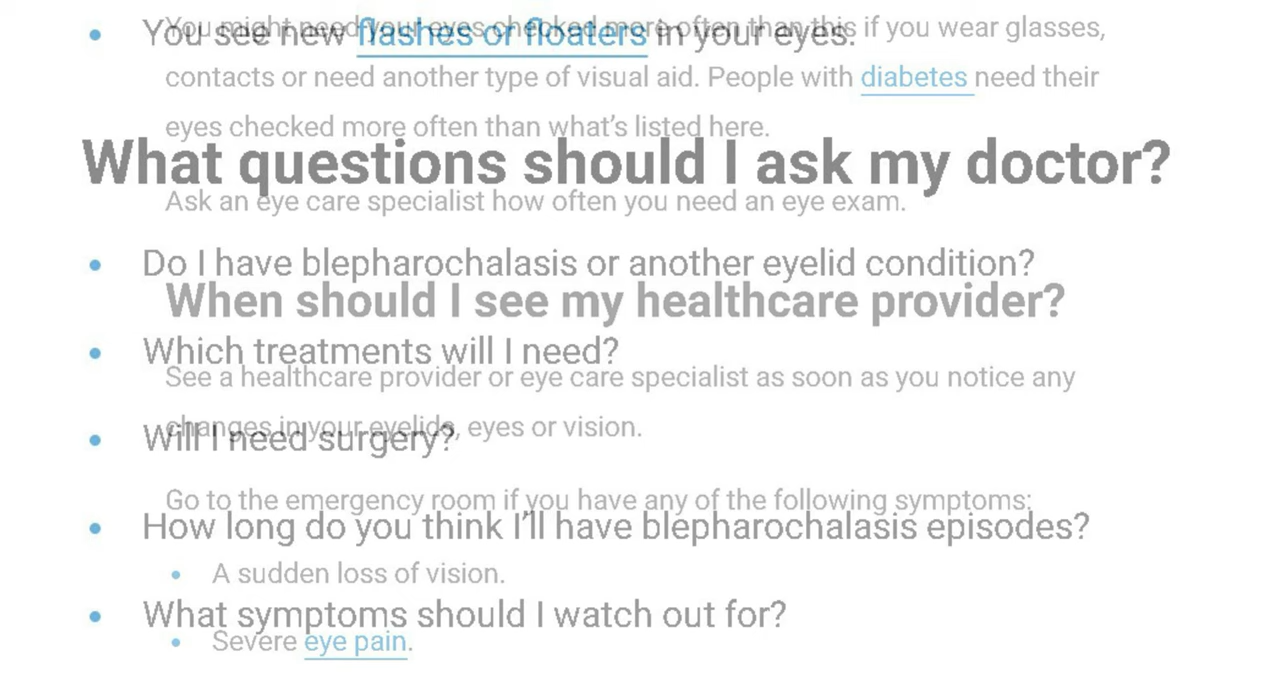 You might need your eyes checked more often than this if you wear glasses,
• You see new flashes or floaters in your eyes.
contacts or need another type of visual aid. People with diabetes need their
eyes checked more often than what's listed here.
What questions should I ask my doctor?
Ask an eye care specialist how often you need an eye exam.
• Do I have blepharochalasis or another eyelid condition?
When should I see my healthcare provider?
• Which treatments will I need?
See a healthcare provider or eye care specialist as soon as you notice any
changes in your eyelids, eyes or vision.
• Will I need surgery?
Go to the emergency room if you have any of the following symptoms:
• How long do you think I'll have blepharochalasis episodes?
• A sudden loss of vision.
• What symptoms should I watch out for?
• Severe eye pain.